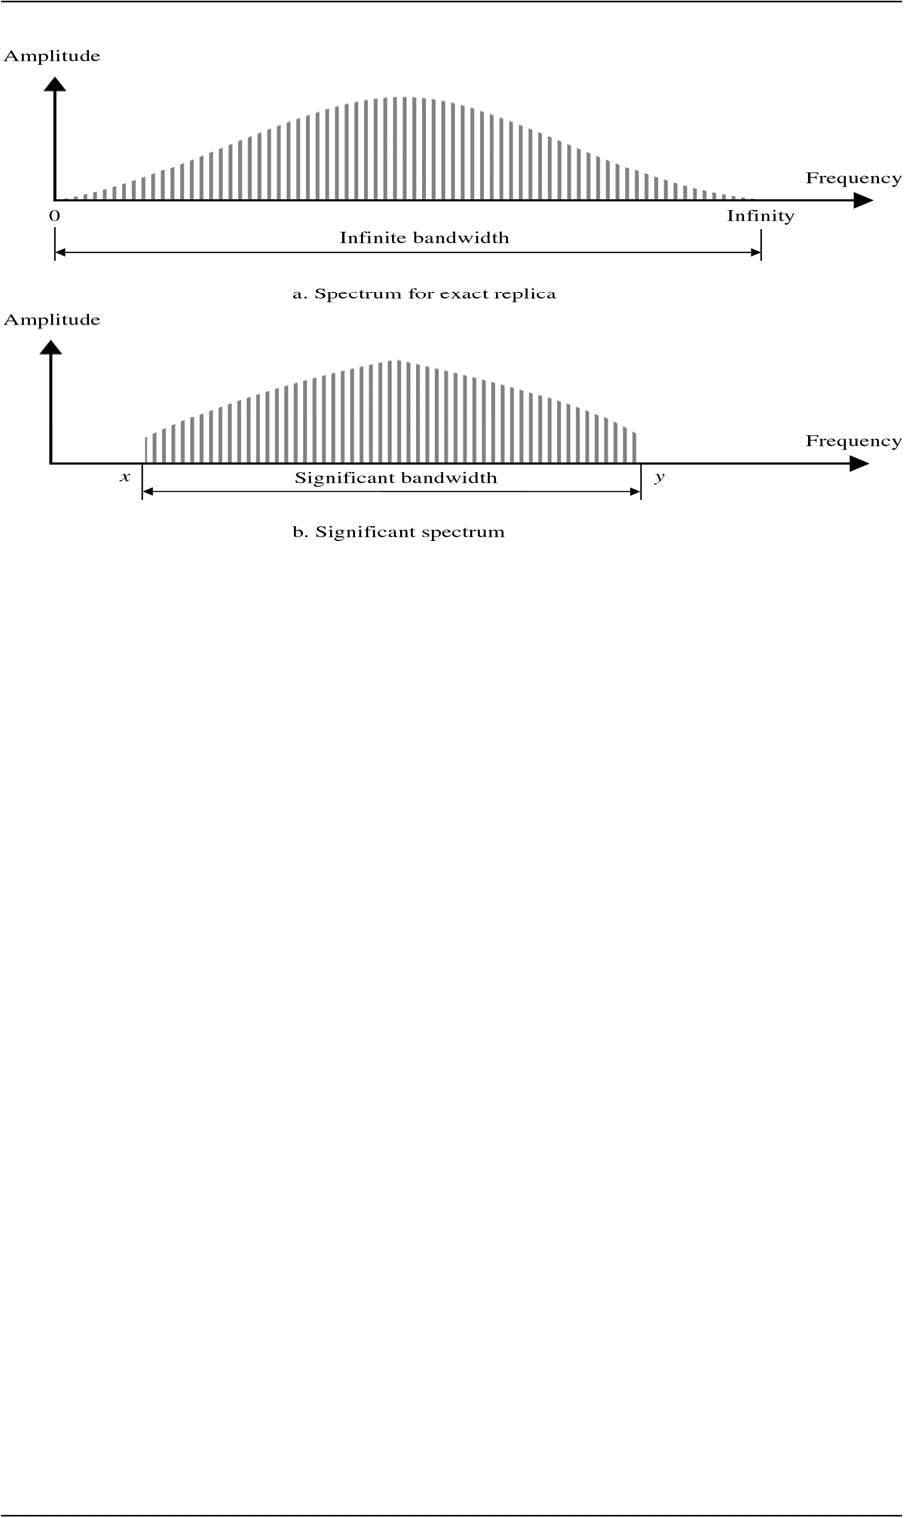 Amplitude
Frequency
0
Infinity
Infinite bandwidth
a. Spectrum for exact replica
Amplitude
Frequency
x
Significant bandwidth
y
b. Significant spectrum